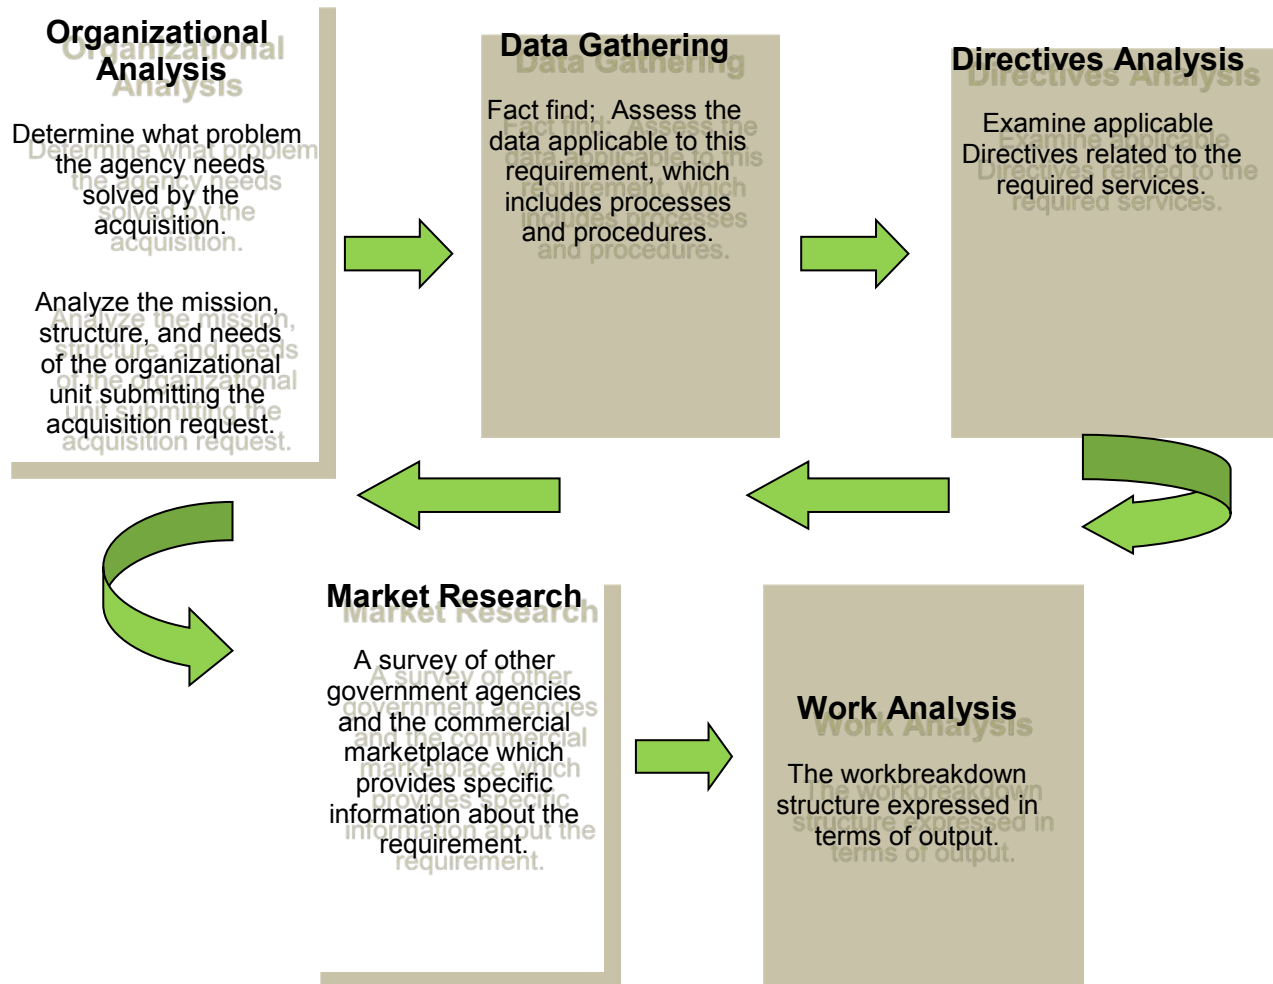 Organizational
Analysis
Determine what problem
the agency needs
solved by the
acquisition.
Analyze the mission,
structure, and needs
of the organizational
unit submitting the
acquisition request.
Data Gathering
Fact find;  Assess the
data applicable to this
requirement, which
includes processes
and procedures.
Directives Analysis
Examine applicable
Directives related to the
required services.
Market Research
A survey of other
government agencies
and the commercial
marketplace which
provides specific
information about the
requirement.
Work Analysis
The workbreakdown
structure expressed in
terms of output.